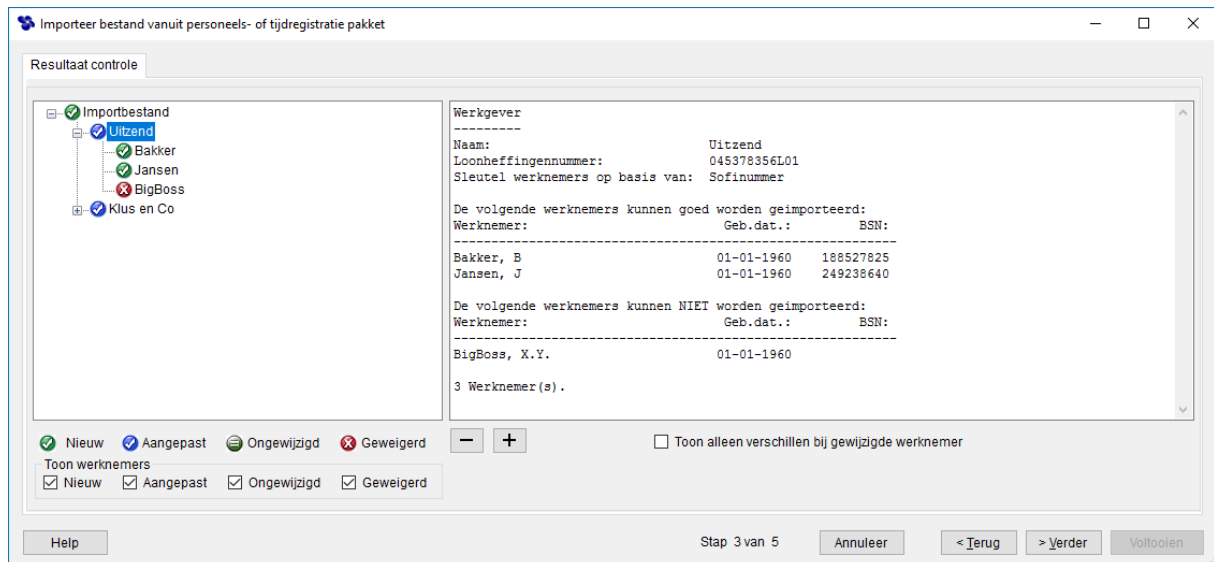 Importeer bestand vanuit personeels- of tijdregistratie pakket
Resultaat controle
Importbestand
Uitzend
Bakker
Jansen
BigBoss
Klus en Co
Werkgever
---------
Naam: Uitzend
Loonheffingennummer: 045378356L01
Sleutel werknemers op basis van: Sofinummer
De volgende werknemers kunnen goed worden geimporteerd:
Werknemer: Geb.dat.: BSN:
-----------------------------------------------------------
Bakker, B 01-01-1960 188527825
Jansen, J 01-01-1960 249238640
De volgende werknemers kunnen NIET worden geimporteerd:
Werknemer: Geb.dat.: BSN:
-----------------------------------------------------------
BigBoss, X.Y. 01-01-1960
3 Werknemer(s).
Nieuw Aangepast Ongewijzigd Geweigerd
Toon alleen verschillen bij gewijzigde werknemer
Toon werknemers
Nieuw Aangepast Ongewijzigd Geweigerd
Help Stap 3 van 5 Annuleer < Terug > Verder Voltooien